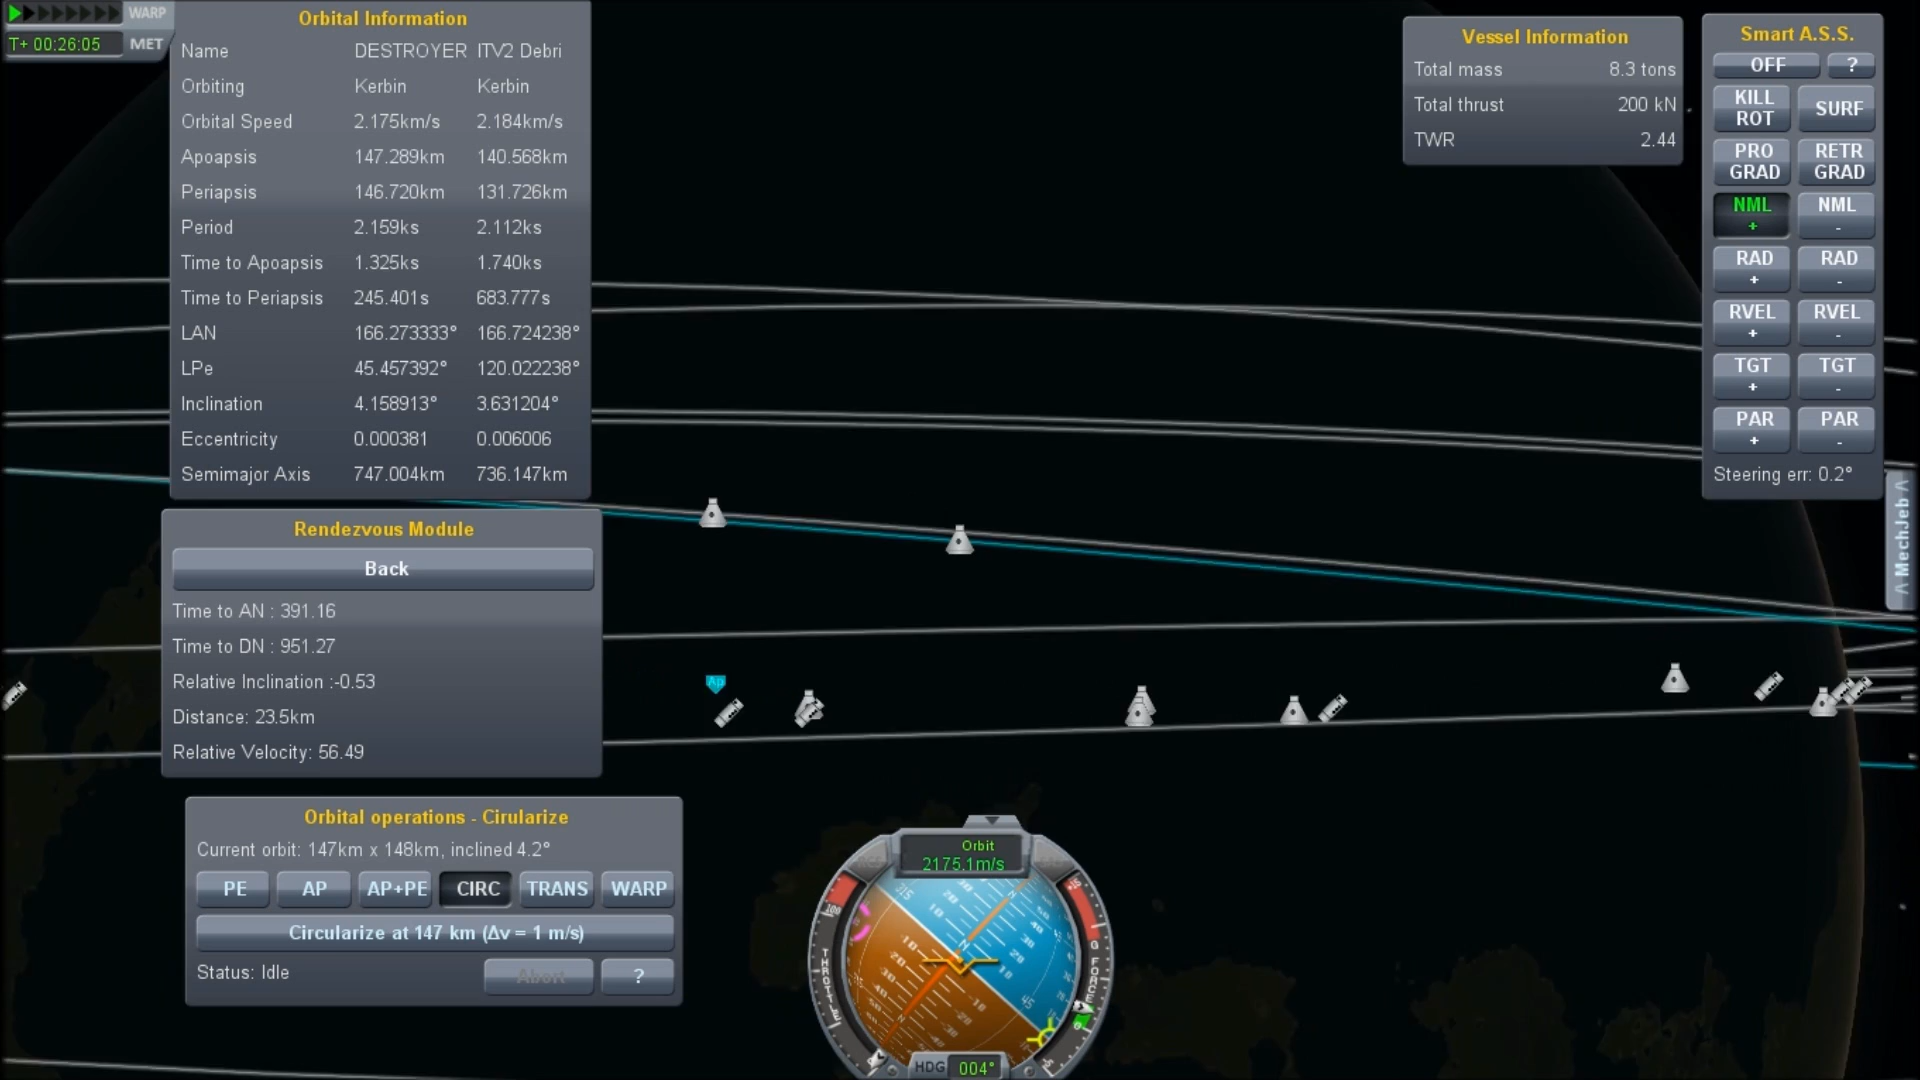 WARP
T+ 00:26:05 MET
Orbital Information
Name DESTROYER ITV2 Debri
Orbiting Kerbin Kerbin
Orbital Speed 2.175km/s 2.184km/s
Apoapsis 147.289km 140.568km
Periapsis 146.720km 131.726km
Period 2.159ks 2.112ks
Time to Apoapsis 1.325ks 1.740ks
Time to Periapsis 245.401s 683.777s
LAN 166.273333° 166.724238°
LPe 45.457392° 120.022238°
Inclination 4.158913° 3.631204°
Eccentricity 0.000381 0.006006
Semimajor Axis 747.004km 736.147km
Rendezvous Module
Back
Time to AN : 391.16
Time to DN : 951.27
Relative Inclination :-0.53
Distance: 23.5km
Relative Velocity: 56.49
Orbital operations - Cirularize
Current orbit: 147km x 148km, inclined 4.2°
PE AP AP+PE CIRC TRANS WARP
Circularize at 147 km (Δv = 1 m/s)
Status: Idle Abort ?
Ap
Orbit
2175.1m/s
THROTTLE
G FORCE
HDG 004°
Vessel Information
Total mass 8.3 tons
Total thrust 200 kN
TWR 2.44
Smart A.S.S.
OFF ?
KILL ROT SURF
PRO GRAD RETR GRAD
NML + NML -
RAD + RAD -
RVEL + RVEL -
TGT + TGT -
PAR + PAR -
Steering err: 0.2°
MechJeb